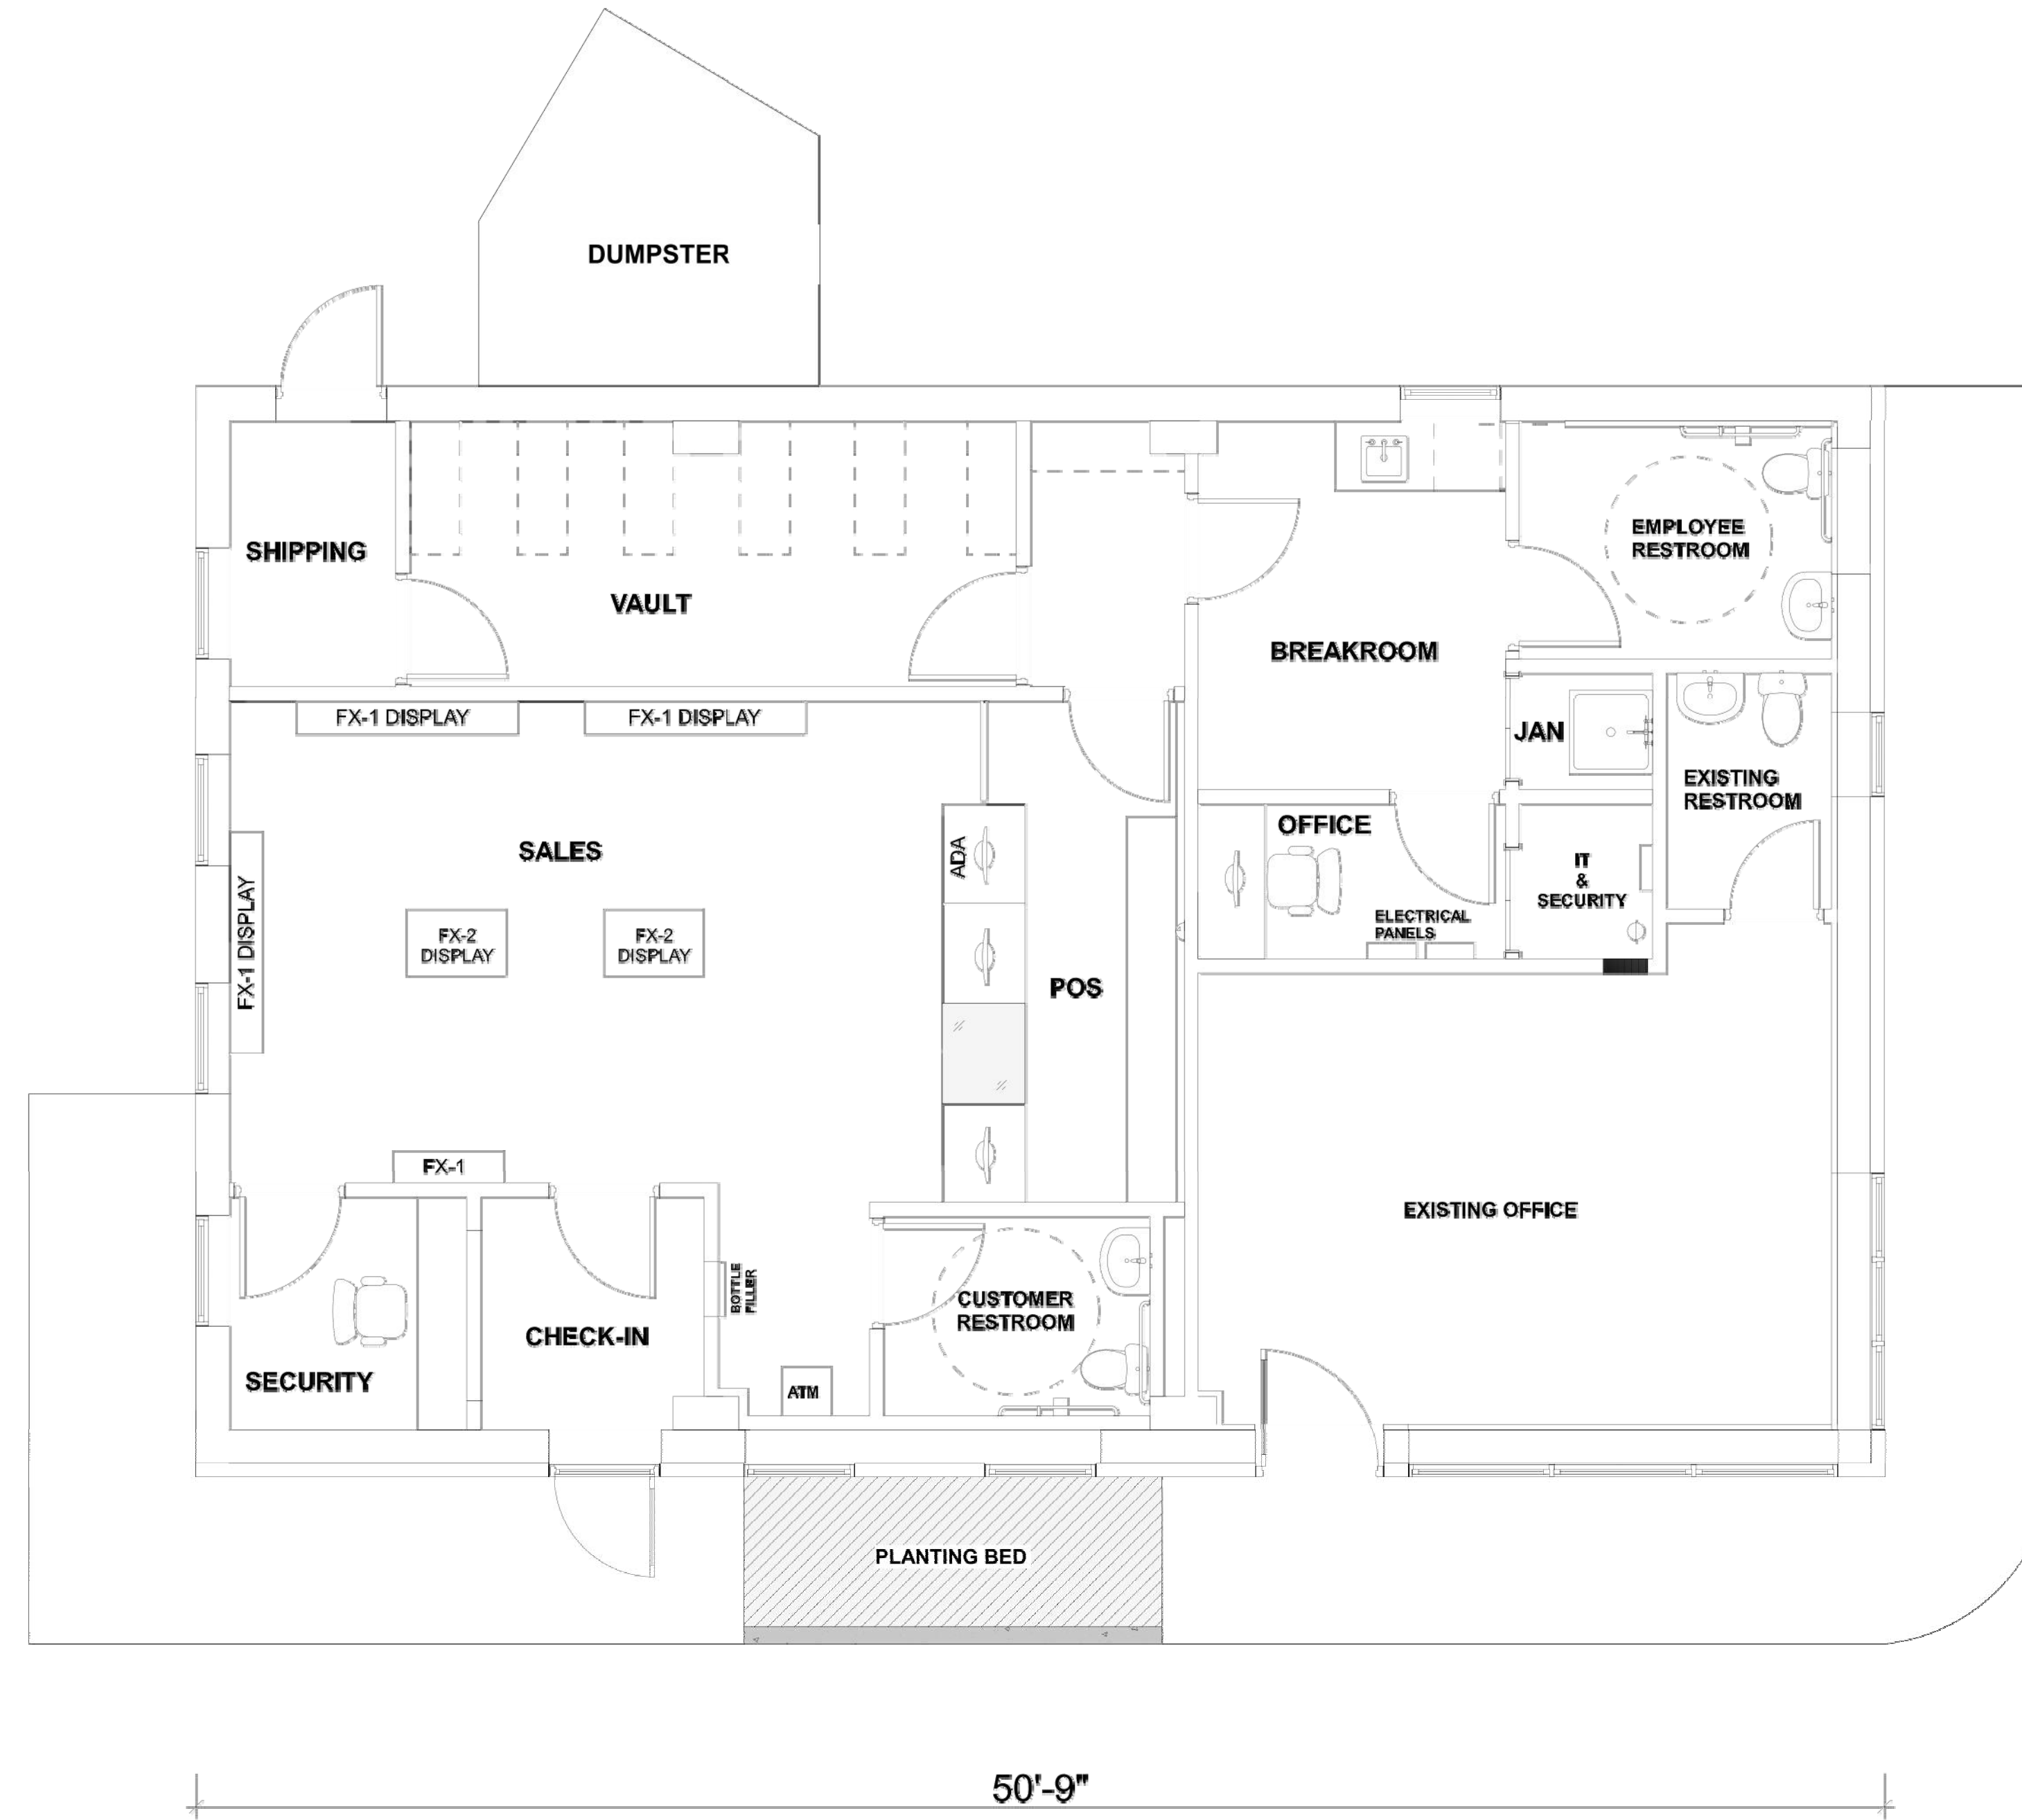 DUMPSTER
SHIPPING
VAULT
EMPLOYEE
RESTROOM
BREAKROOM
FX-1 DISPLAY
FX-1 DISPLAY
JAN
EXISTING
RESTROOM
SALES
ADA
OFFICE
IT
&
SECURITY
FX-1 DISPLAY
FX-2
DISPLAY
FX-2
DISPLAY
ELECTRICAL
PANELS
POS
FX-1
EXISTING OFFICE
BOTTLE
FILLER
CUSTOMER
RESTROOM
CHECK-IN
SECURITY
ATM
PLANTING BED
50'-9"